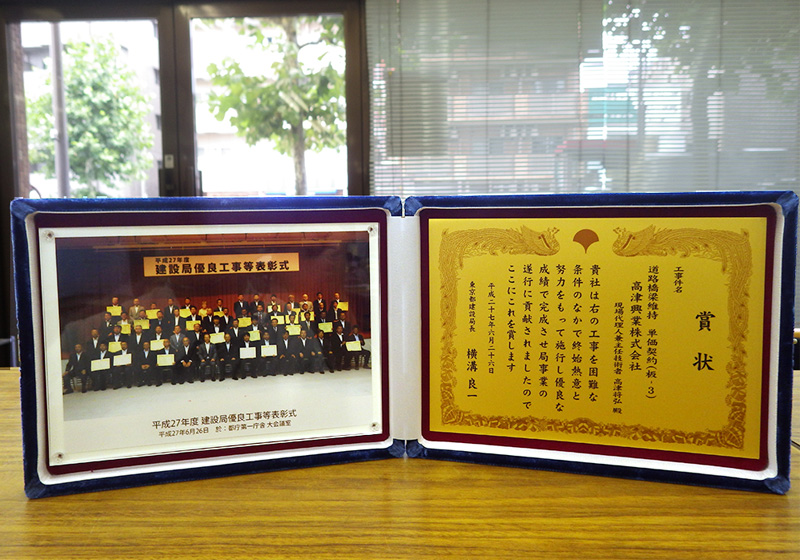 平成27年度
建設局優良工事等表彰式
平成27年度 建設局優良工事等表彰式
平成27年6月26日 於：都庁第一庁舎 大会議室
賞状
工事件名
道路橋梁維持 単価契約(板-3)
高津興業株式会社
現場代理人兼主任技術者 高津将弘 殿
貴社は右の工事を困難な
条件のなかで終始熱意と
努力をもって施行し優良な
成績で完成させ局事業の
遂行に貢献されましたので
ここにこれを賞します
平成二十七年六月二十六日
東京都建設局長 横溝良一